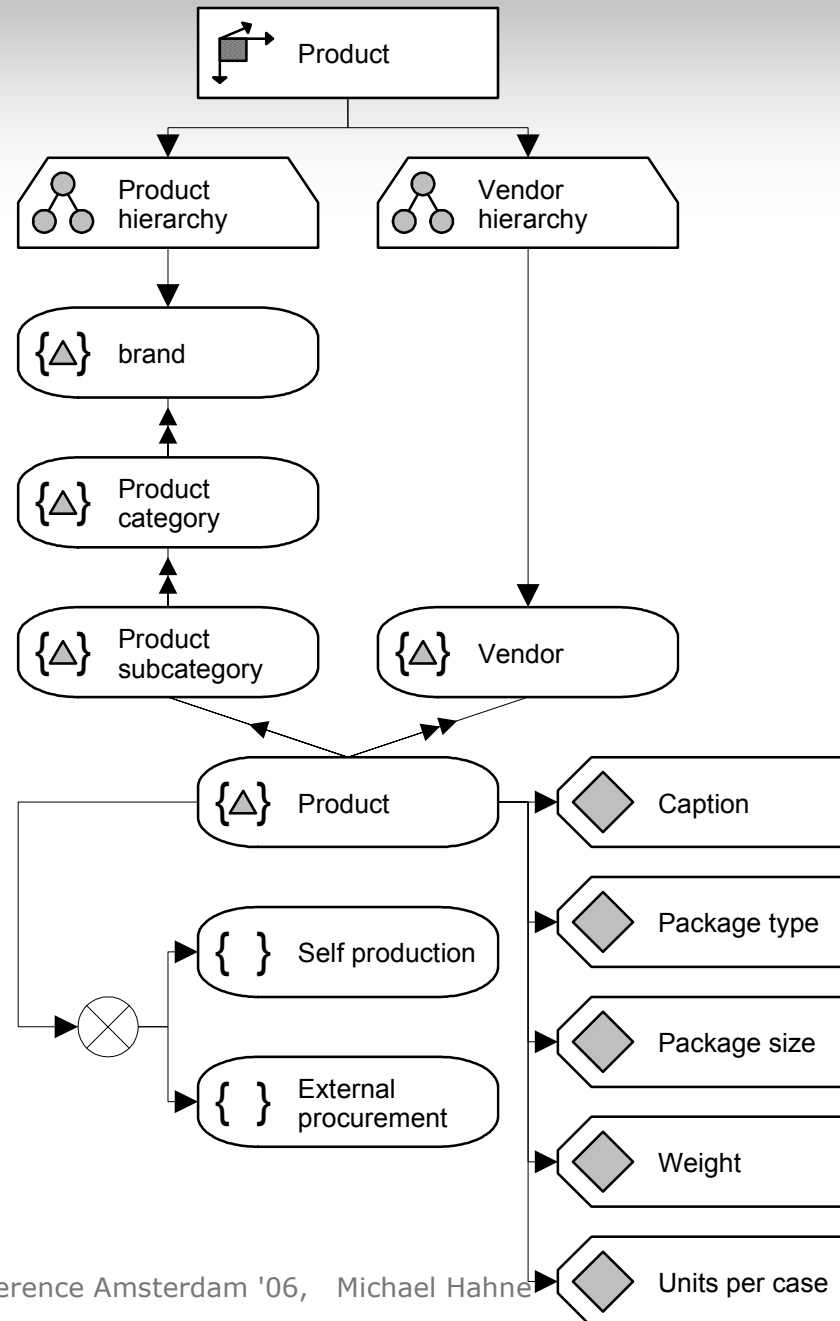 Product
Product
hierarchy
Vendor
hierarchy
{ } brand
{ } Product
category
{ } Product
subcategory
{ } Vendor
{ } Product
Caption
Package type
{ } Self production
Package size
{ } External
procurement
Weight
Units per case
erence Amsterdam '06, Michael Hahne